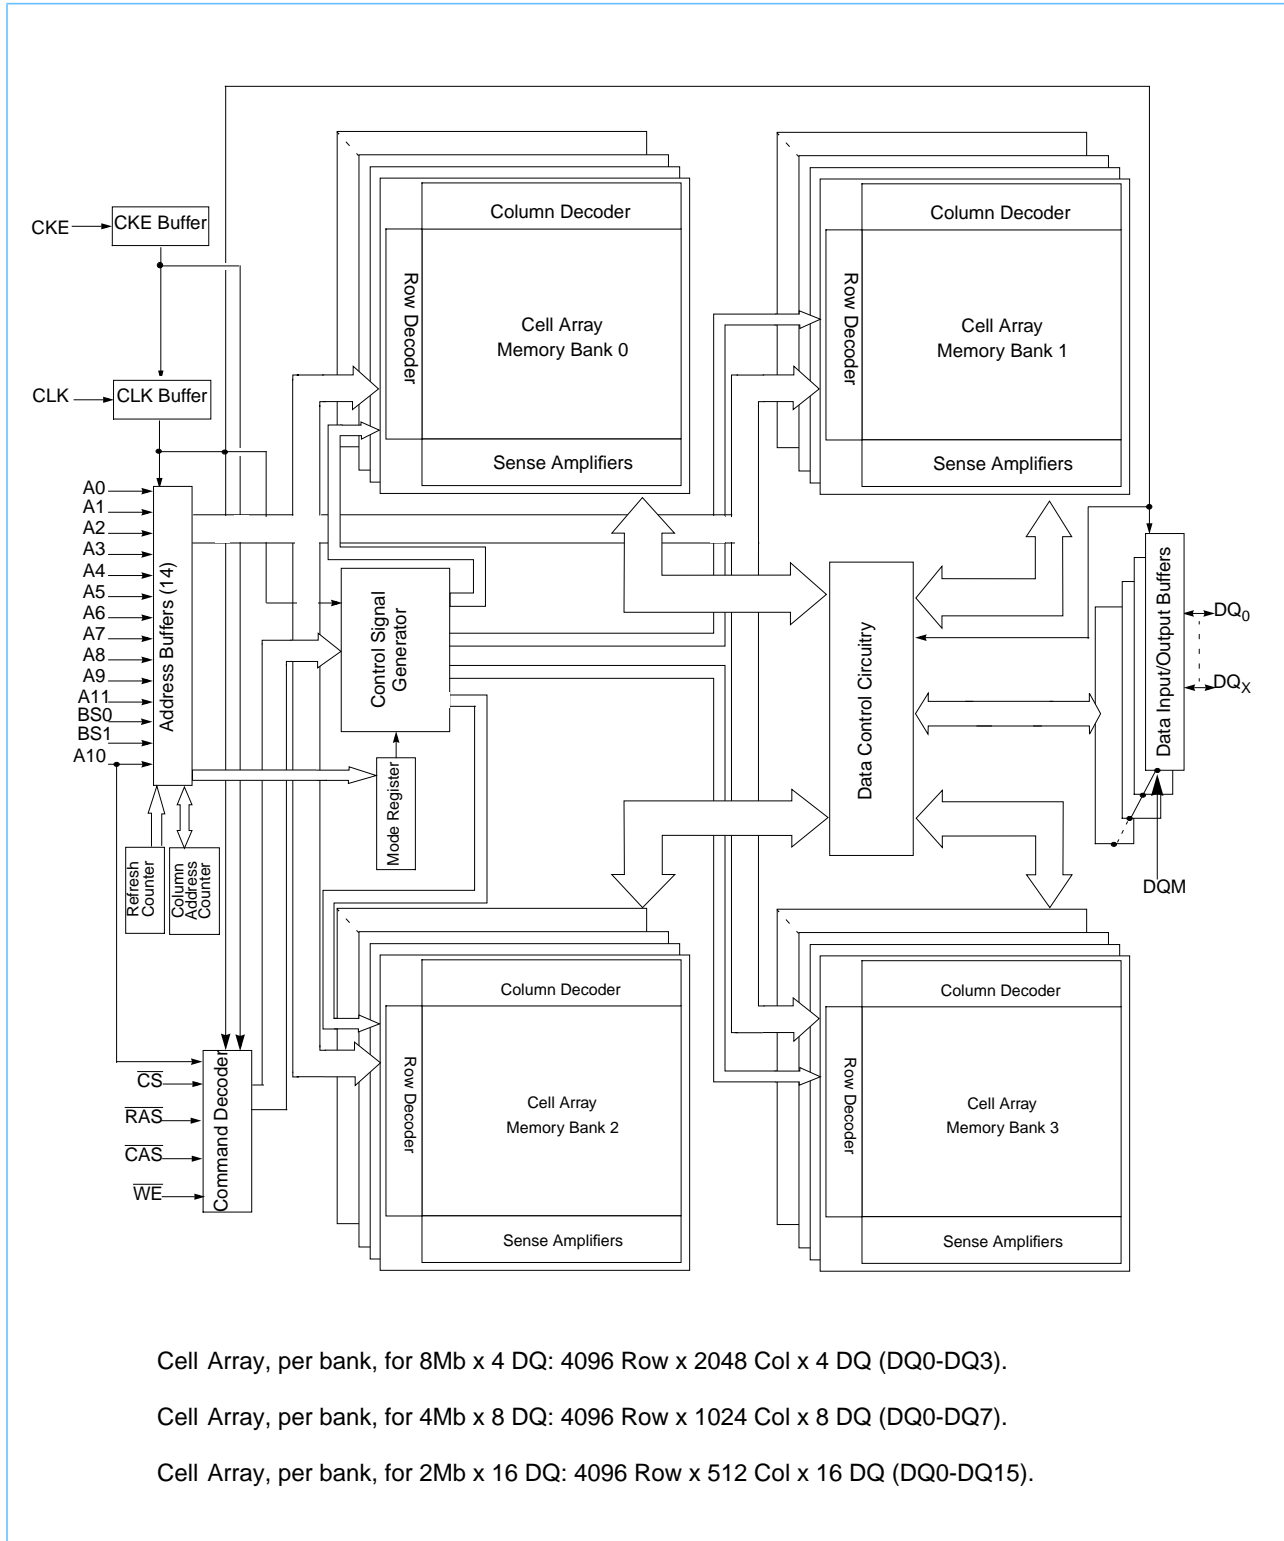 CKE
CKE Buffer
CLK
CLK Buffer
A0
A1
A2
A3
A4
A5
A6
A7
A8
A9
A11
BS0
BS1
A10
Address Buffers (14)
Refresh
Counter
Column
Address
Counter
CS
RAS
CAS
WE
Command Decoder
Control Signal
Generator
Mode Register
Column Decoder
Row Decoder
Cell Array
Memory Bank 0
Sense Amplifiers
Column Decoder
Row Decoder
Cell Array
Memory Bank 1
Sense Amplifiers
Data Control Circuitry
Data Input/Output Buffers
DQ0
DQX
DQM
Column Decoder
Row Decoder
Cell Array
Memory Bank 2
Sense Amplifiers
Column Decoder
Row Decoder
Cell Array
Memory Bank 3
Sense Amplifiers
Cell Array, per bank, for 8Mb x 4 DQ: 4096 Row x 2048 Col x 4 DQ (DQ0-DQ3).
Cell Array, per bank, for 4Mb x 8 DQ: 4096 Row x 1024 Col x 8 DQ (DQ0-DQ7).
Cell Array, per bank, for 2Mb x 16 DQ: 4096 Row x 512 Col x 16 DQ (DQ0-DQ15).